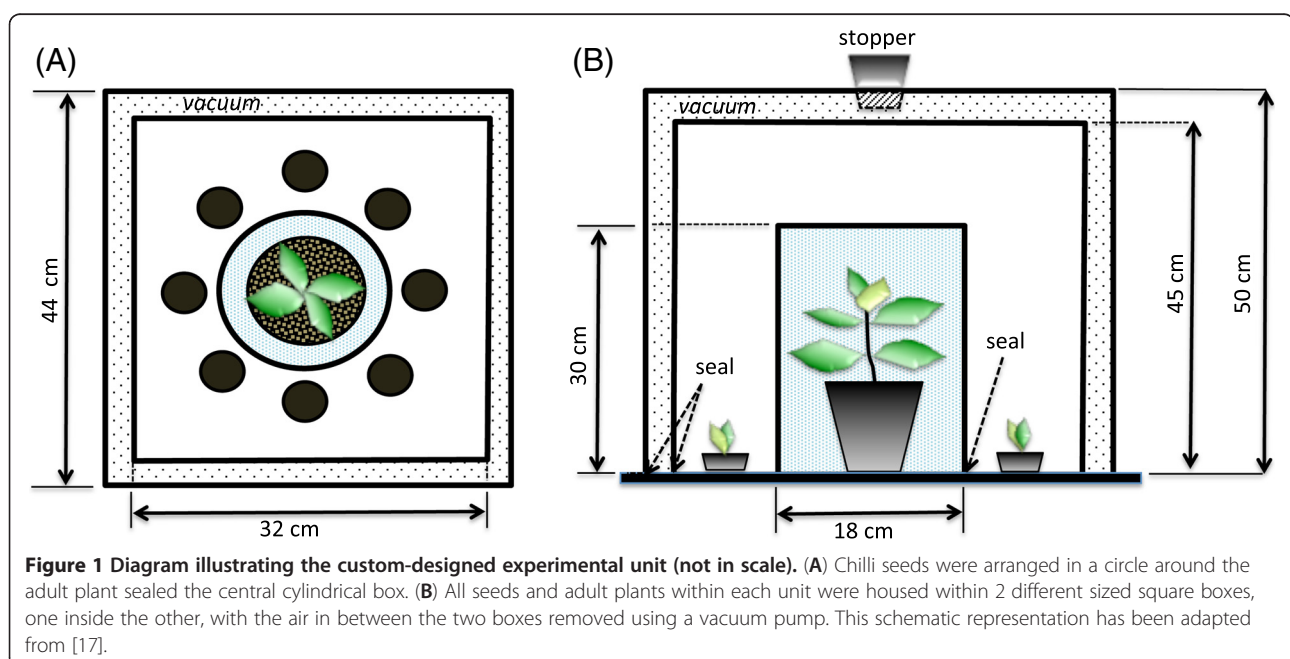 (A)
vacuum
44 cm
32 cm
(B)
stopper
vacuum
seal
seal
30 cm
18 cm
45 cm
50 cm
Figure 1 Diagram illustrating the custom-designed experimental unit (not in scale). (A) Chilli seeds were arranged in a circle around the
adult plant sealed the central cylindrical box. (B) All seeds and adult plants within each unit were housed within 2 different sized square boxes,
one inside the other, with the air in between the two boxes removed using a vacuum pump. This schematic representation has been adapted
from [17].